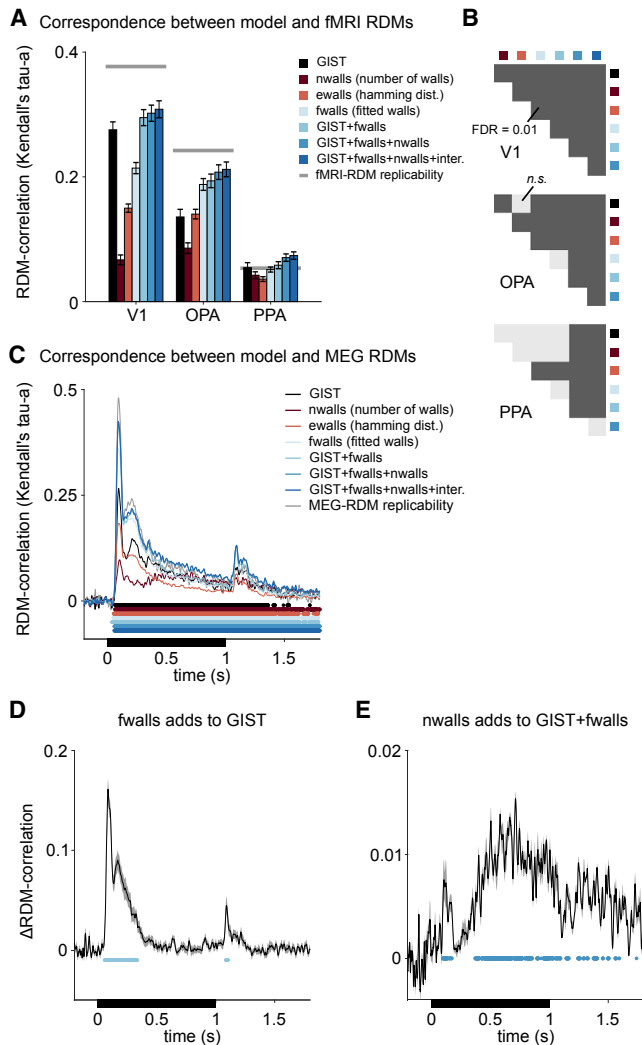 A Correspondence between model and fMRI RDMs
RDM-correlation (Kendall's tau-a)
0.4
0.2
0
V1
OPA
PPA
GIST
nwalls (number of walls)
ewalls (hamming dist.)
fwalls (fitted walls)
GIST+fwalls
GIST+fwalls+nwalls
GIST+fwalls+nwalls+inter.
fMRI-RDM replicability
B
FDR = 0.01
V1
n.s.
OPA
PPA
C Correspondence between model and MEG RDMs
RDM-correlation (Kendall's tau-a)
0.5
0.25
0
GIST
nwalls (number of walls)
ewalls (hamming dist.)
fwalls (fitted walls)
GIST+fwalls
GIST+fwalls+nwalls
GIST+fwalls+nwalls+inter.
MEG-RDM replicability
0 0.5 1 1.5
time (s)
D fwalls adds to GIST
ΔRDM-correlation
0.2
0.1
0
0 0.5 1 1.5
time (s)
E nwalls adds to GIST+fwalls
0.02
0.01
0
0 0.5 1 1.5
time (s)